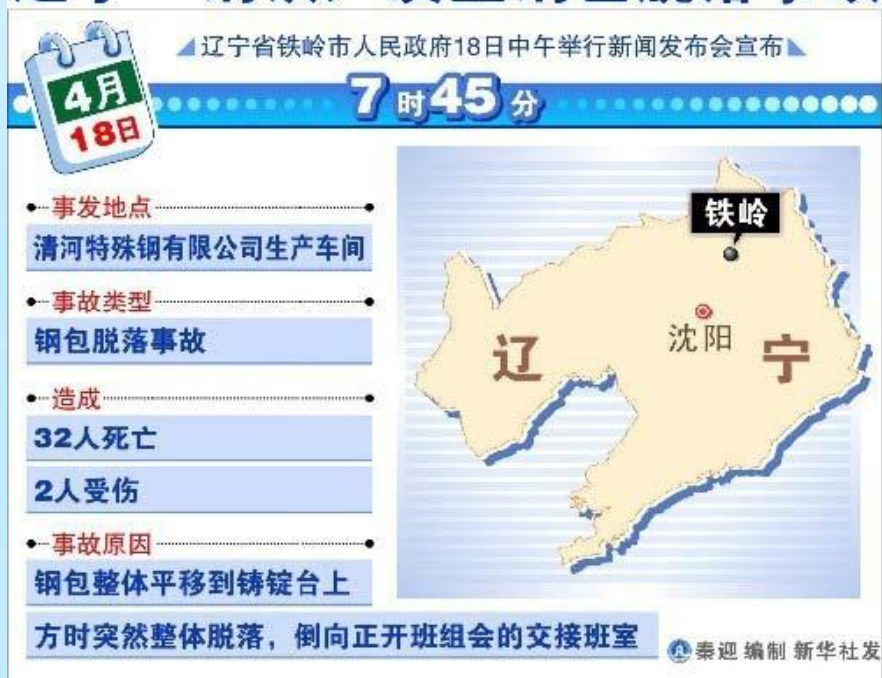 辽宁省铁岭市人民政府18日中午举行新闻发布会宣布
4月
18日
7时45分
事发地点
清河特殊钢有限公司生产车间
事故类型
钢包脱落事故
造成
32人死亡
2人受伤
事故原因
钢包整体平移到铸锭台上
方时突然整体脱落，倒向正开班组会的交接班室
铁岭
沈阳
辽宁
秦迎 编制 新华社发